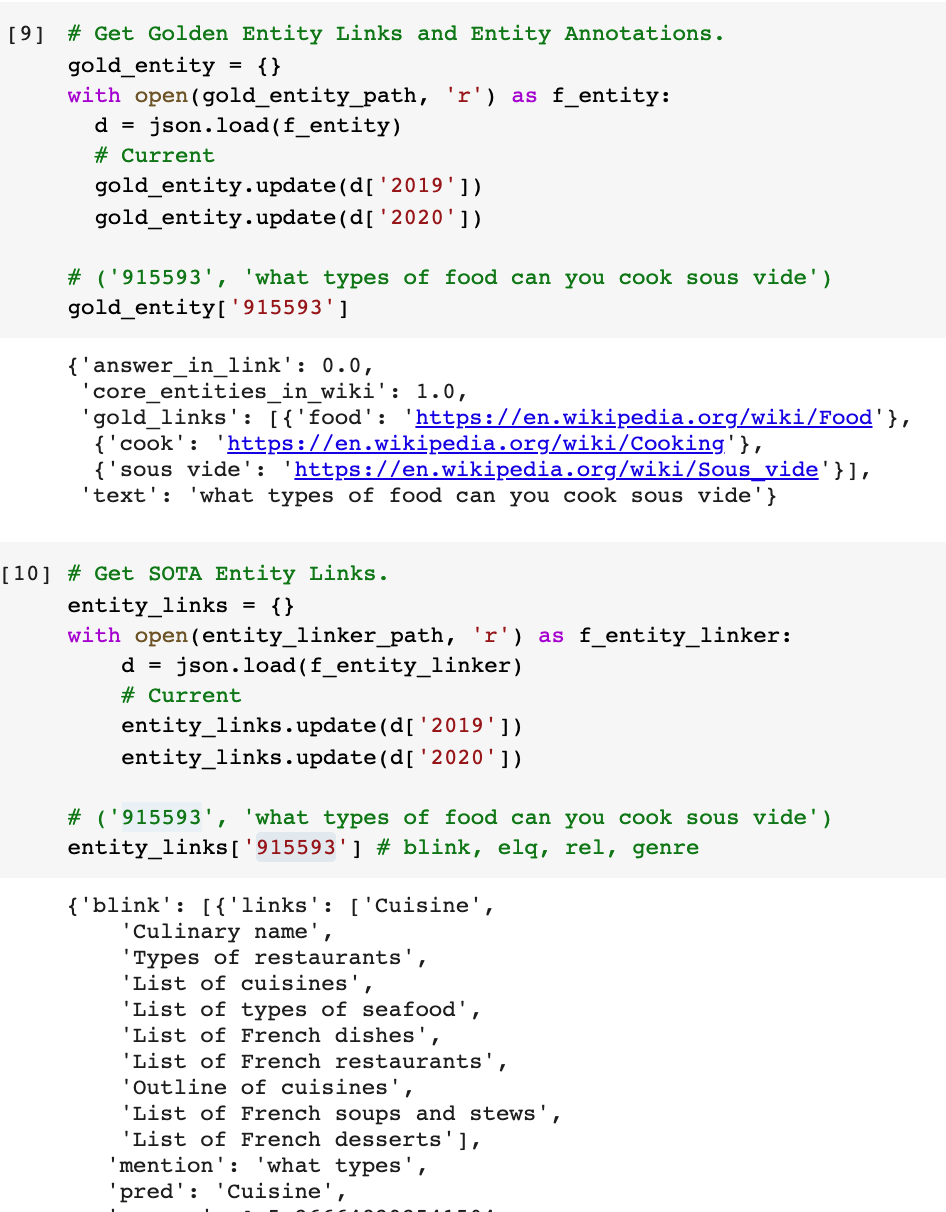 [9] # Get Golden Entity Links and Entity Annotations.
gold_entity = {}
with open(gold_entity_path, 'r') as f_entity:
  d = json.load(f_entity)
  # Current
  gold_entity.update(d['2019'])
  gold_entity.update(d['2020'])
# ('915593', 'what types of food can you cook sous vide')
gold_entity['915593']
{'answer_in_link': 0.0,
 'core_entities_in_wiki': 1.0,
 'gold_links': [{'food': 'https://en.wikipedia.org/wiki/Food'},
  {'cook': 'https://en.wikipedia.org/wiki/Cooking'},
  {'sous vide': 'https://en.wikipedia.org/wiki/Sous_vide'}],
 'text': 'what types of food can you cook sous vide'}
[10] # Get SOTA Entity Links.
entity_links = {}
with open(entity_linker_path, 'r') as f_entity_linker:
    d = json.load(f_entity_linker)
    # Current
    entity_links.update(d['2019'])
    entity_links.update(d['2020'])
# ('915593', 'what types of food can you cook sous vide')
entity_links['915593'] # blink, elq, rel, genre
{'blink': [{'links': ['Cuisine',
    'Culinary name',
    'Types of restaurants',
    'List of cuisines',
    'List of types of seafood',
    'List of French dishes',
    'List of French restaurants',
    'Outline of cuisines',
    'List of French soups and stews',
    'List of French desserts'],
   'mention': 'what types',
   'pred': 'Cuisine',